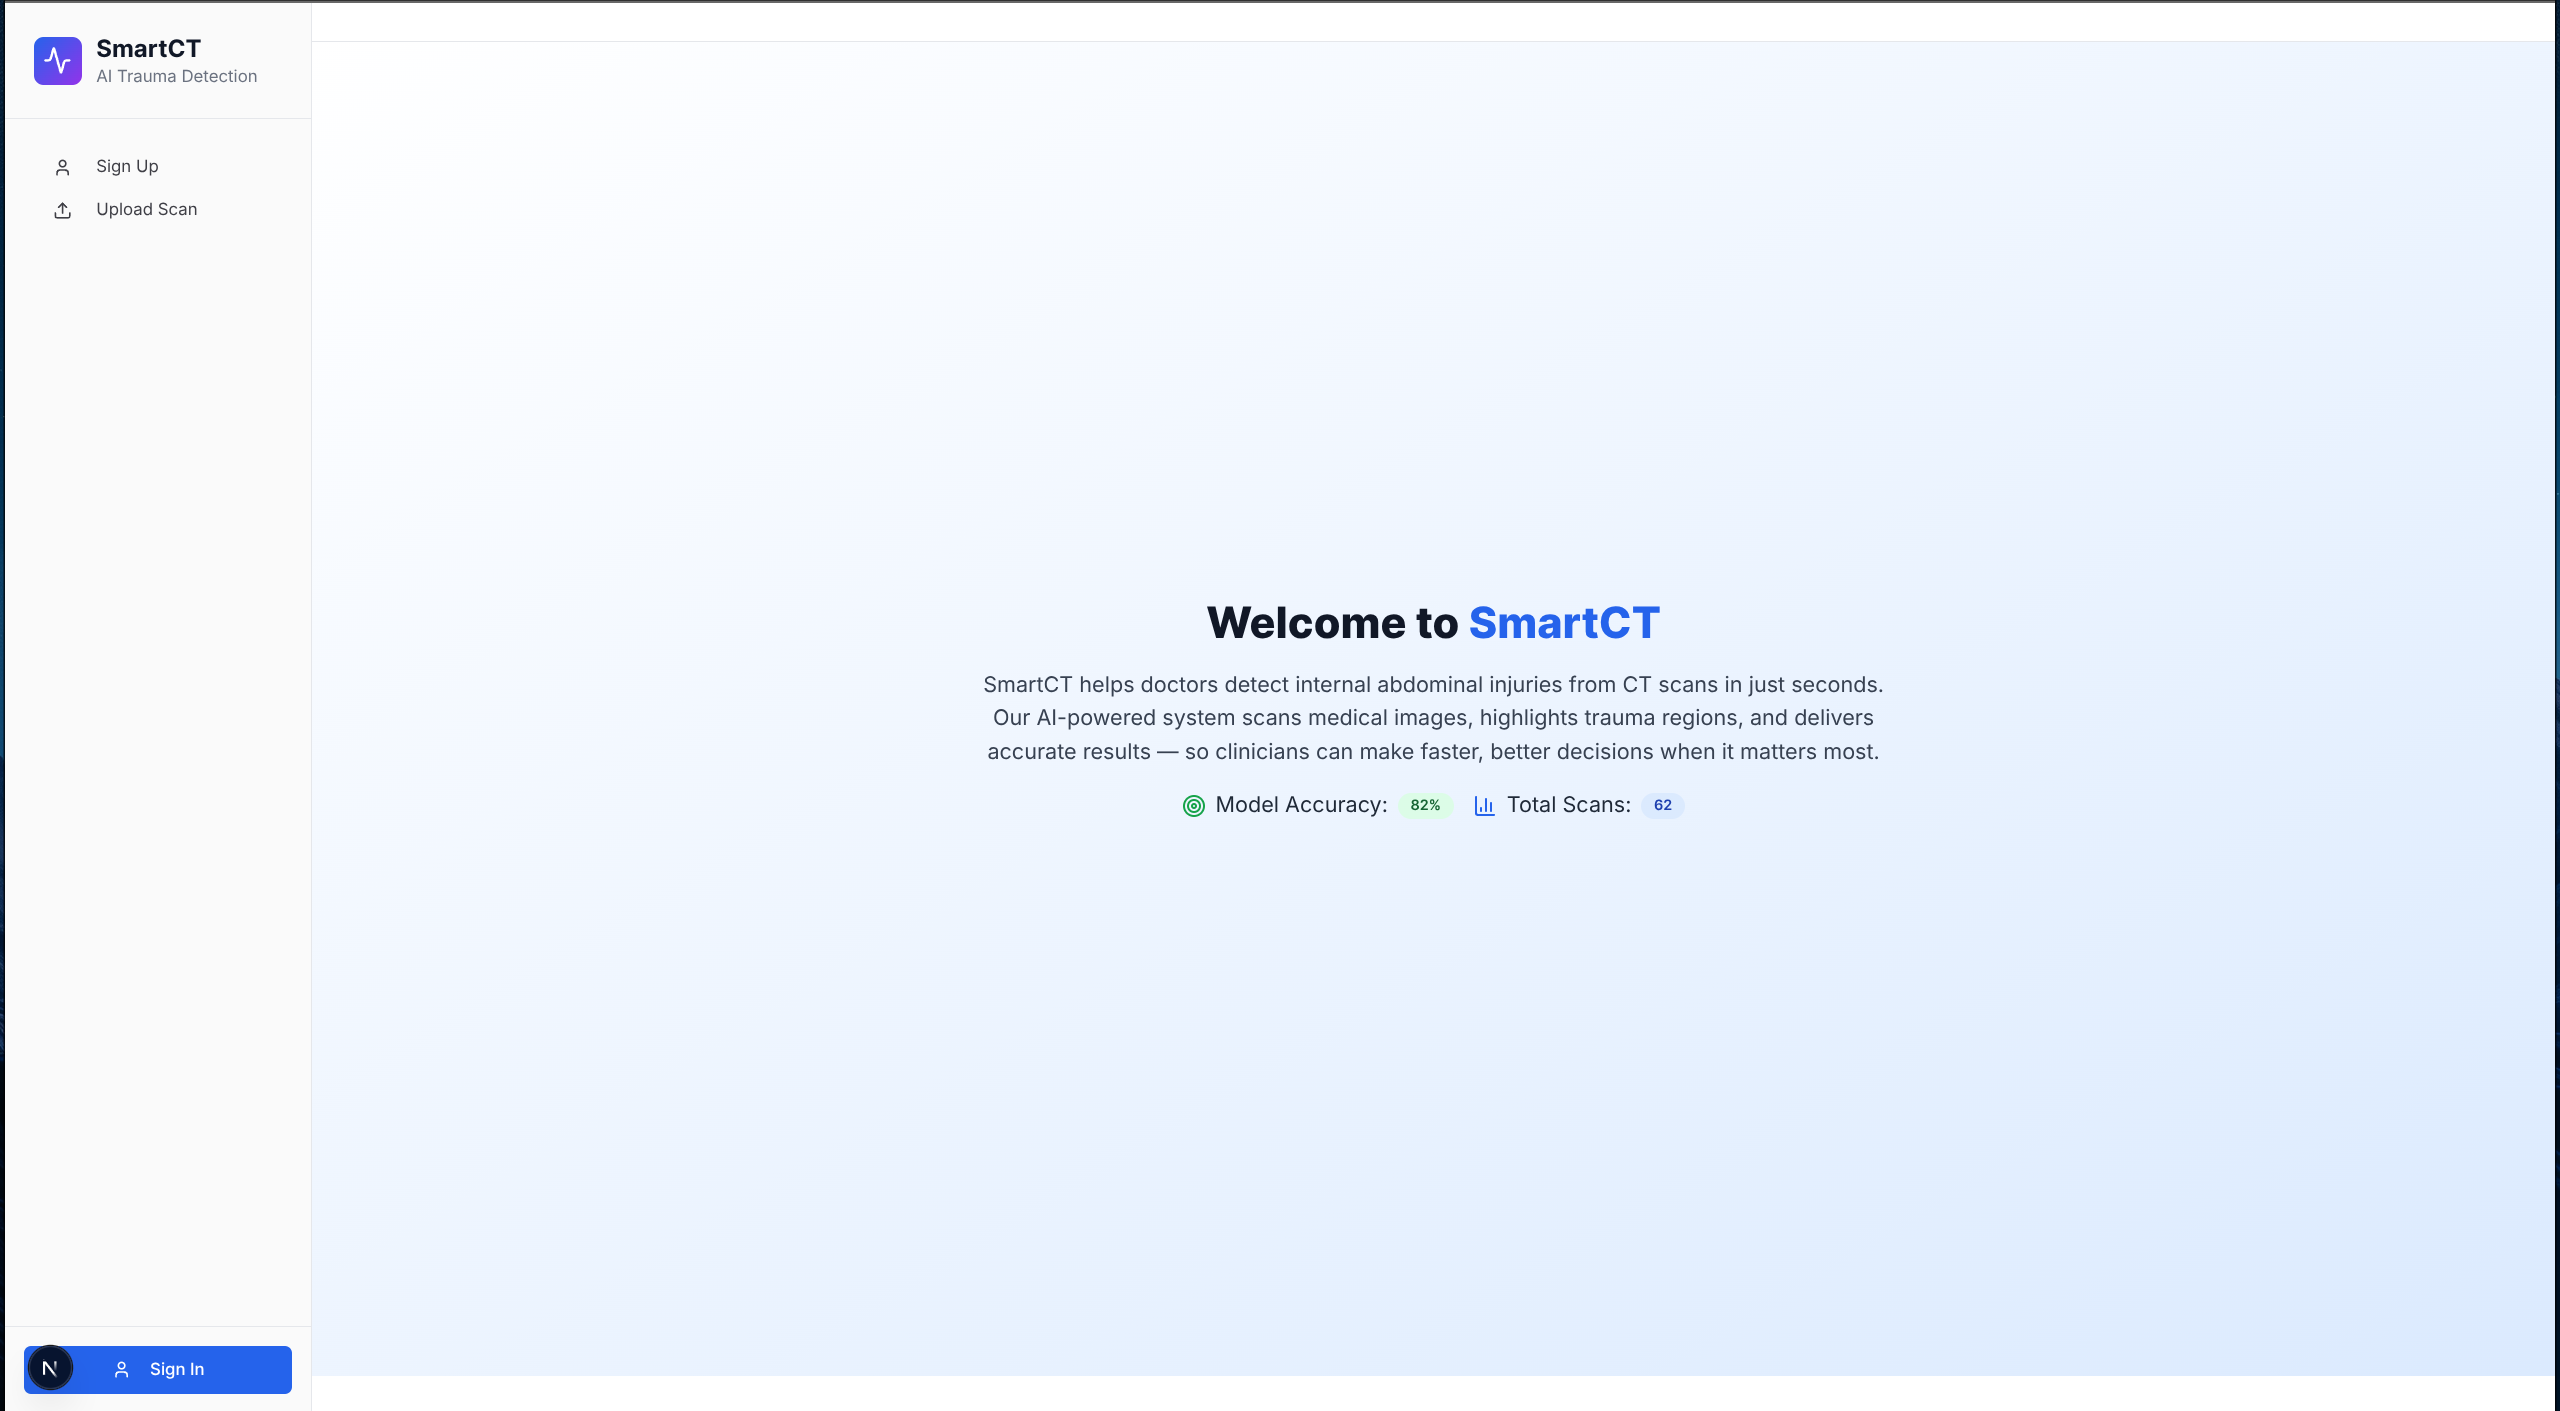 SmartCT
AI Trauma Detection
Sign Up
Upload Scan
Welcome to SmartCT
SmartCT helps doctors detect internal abdominal injuries from CT scans in just seconds.
Our AI-powered system scans medical images, highlights trauma regions, and delivers
accurate results — so clinicians can make faster, better decisions when it matters most.
Model Accuracy: 82% Total Scans: 62
N Sign In